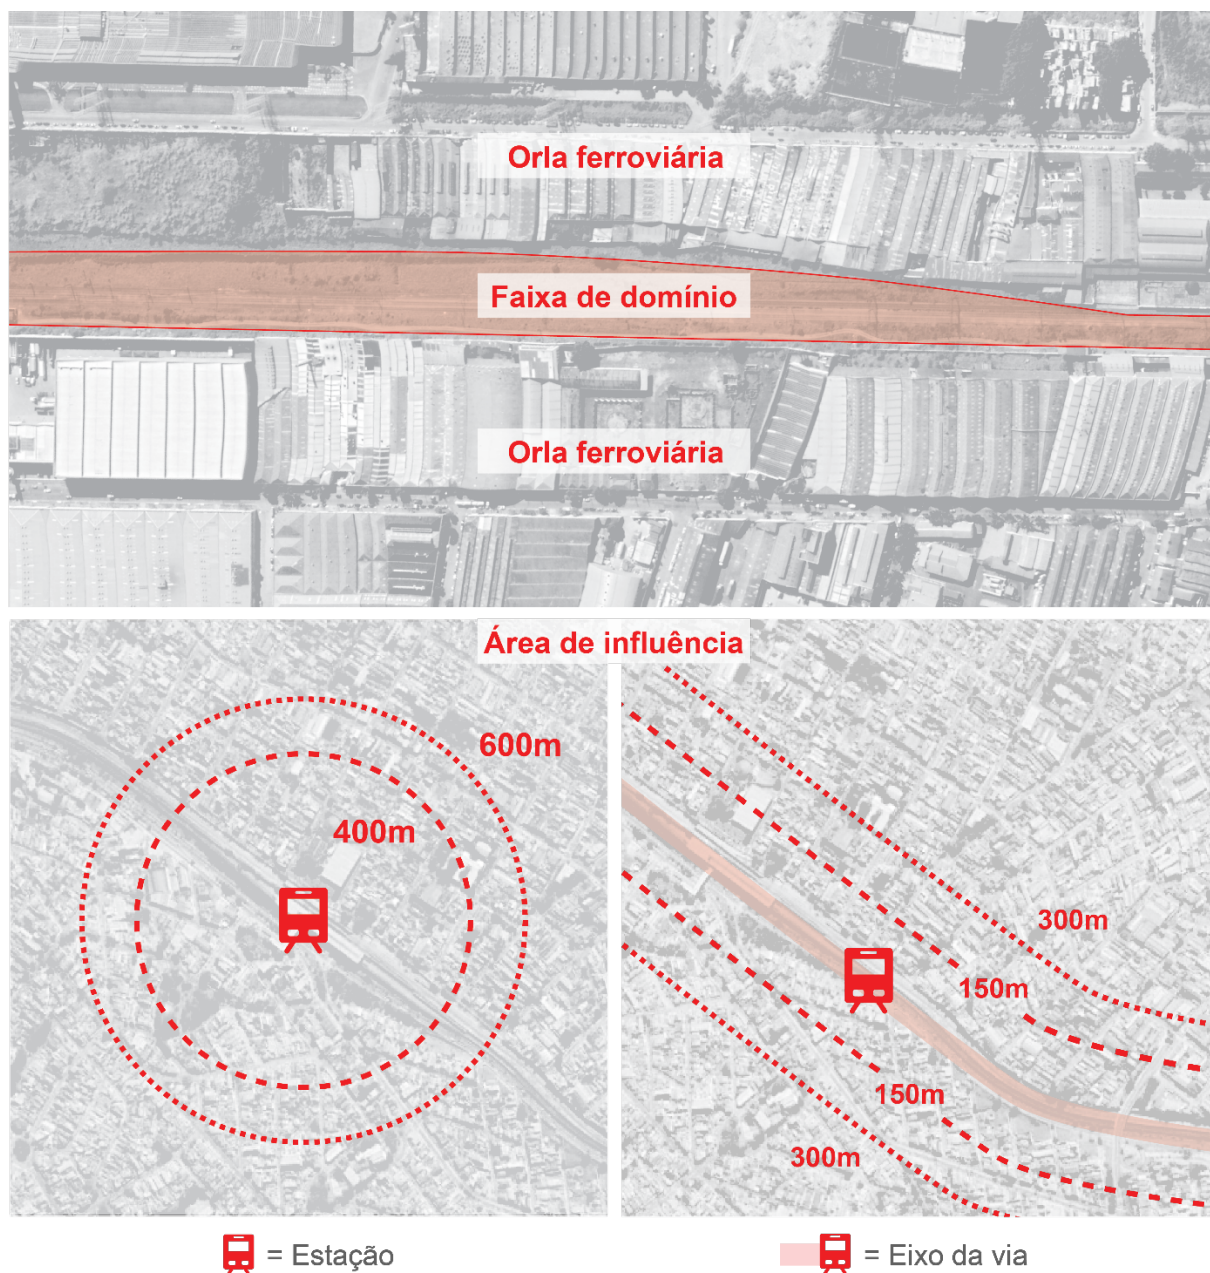 Orla ferroviária
Faixa de domínio
Orla ferroviária
Área de influência
600m
400m
300m
150m
150m
300m
= Estação
= Eixo da via